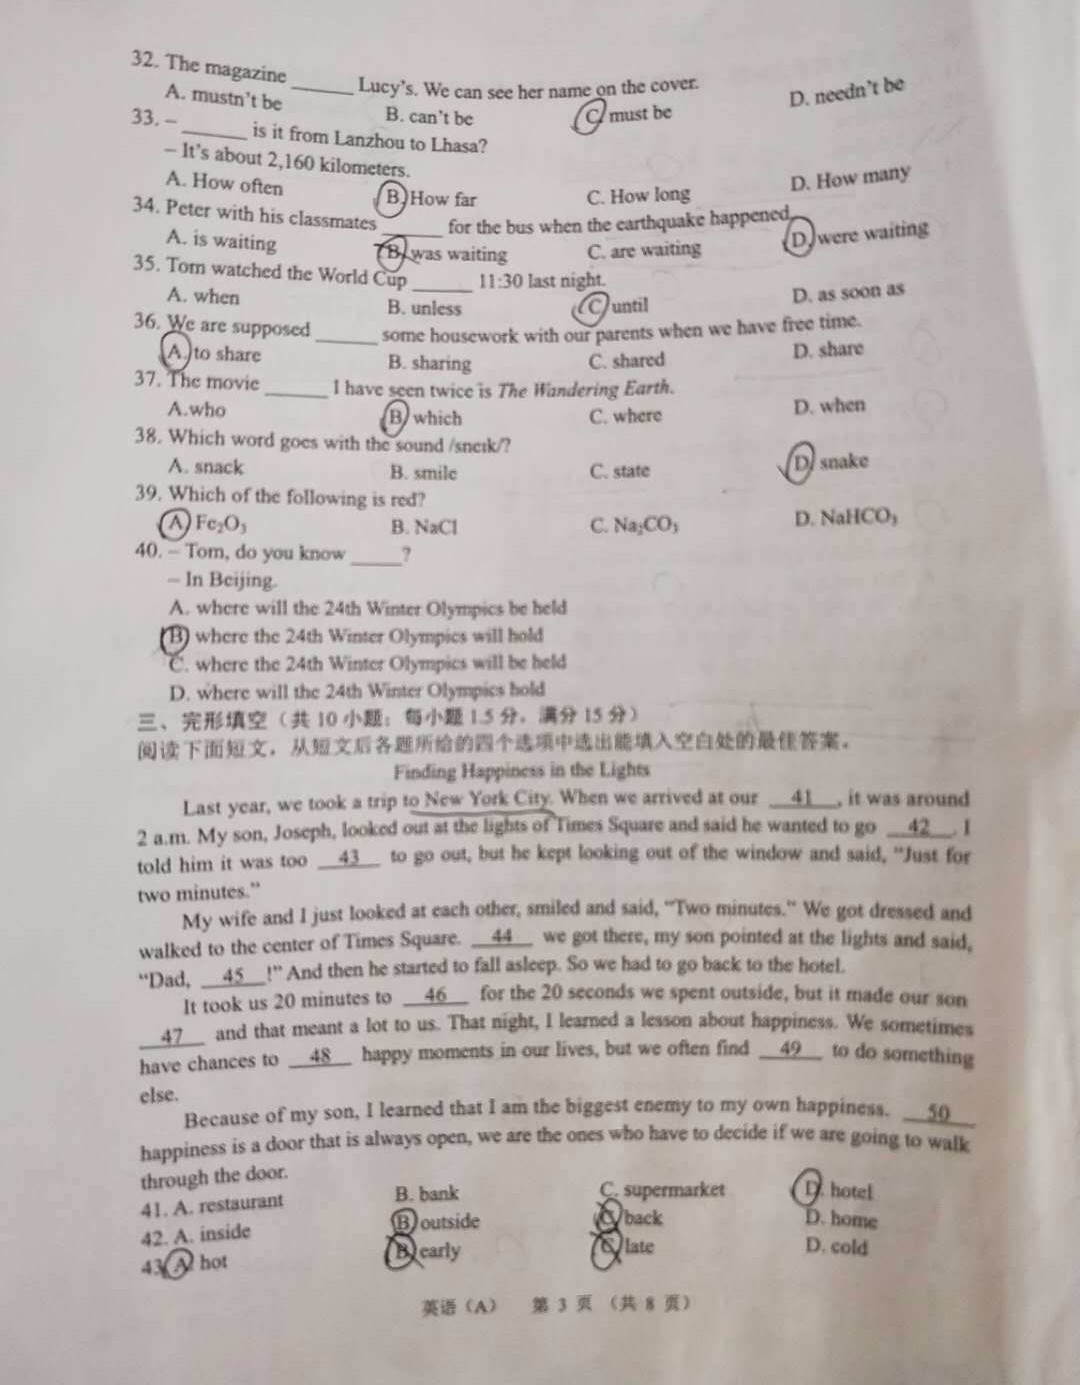 32. The magazine ______ Lucy's. We can see her name on the cover.
A. mustn't be B. can't be C. must be D. needn't be
33. – ______ is it from Lanzhou to Lhasa?
– It's about 2,160 kilometers.
A. How often B. How far C. How long D. How many
34. Peter with his classmates ______ for the bus when the earthquake happened.
A. is waiting B. was waiting C. are waiting D. were waiting
35. Tom watched the World Cup ______ 11:30 last night.
A. when B. unless C. until D. as soon as
36. We are supposed ______ some housework with our parents when we have free time.
A. to share B. sharing C. shared D. share
37. The movie ______ I have seen twice is The Wandering Earth.
A.who B. which C. where D. when
38. Which word goes with the sound /sneɪk/?
A. snack B. smile C. state D. snake
39. Which of the following is red?
A. Fe₂O₃ B. NaCl C. Na₂CO₃ D. NaHCO₃
40. – Tom, do you know _____?
– In Beijing.
A. where will the 24th Winter Olympics be held
B. where the 24th Winter Olympics will hold
C. where the 24th Winter Olympics will be held
D. where will the 24th Winter Olympics hold
三、完形填空（共 10 小题；每小题 1.5 分，满分 15 分）
阅读下面短文，从短文后各题所给的四个选项中选出能填入空白处的最佳答案。
Finding Happiness in the Lights
Last year, we took a trip to New York City. When we arrived at our __41__, it was around
2 a.m. My son, Joseph, looked out at the lights of Times Square and said he wanted to go __42__. I
told him it was too __43__ to go out, but he kept looking out of the window and said, "Just for
two minutes."
My wife and I just looked at each other, smiled and said, "Two minutes." We got dressed and
walked to the center of Times Square. __44__ we got there, my son pointed at the lights and said,
"Dad, __45__!" And then he started to fall asleep. So we had to go back to the hotel.
It took us 20 minutes to __46__ for the 20 seconds we spent outside, but it made our son
__47__ and that meant a lot to us. That night, I learned a lesson about happiness. We sometimes
have chances to __48__ happy moments in our lives, but we often find __49__ to do something
else.
Because of my son, I learned that I am the biggest enemy to my own happiness. __50__
happiness is a door that is always open, we are the ones who have to decide if we are going to walk
through the door.
41. A. restaurant B. bank C. supermarket D. hotel
42. A. inside B. outside C. back D. home
43. A. hot B. early C. late D. cold
英语（A） 第 3 页 （共 8 页）